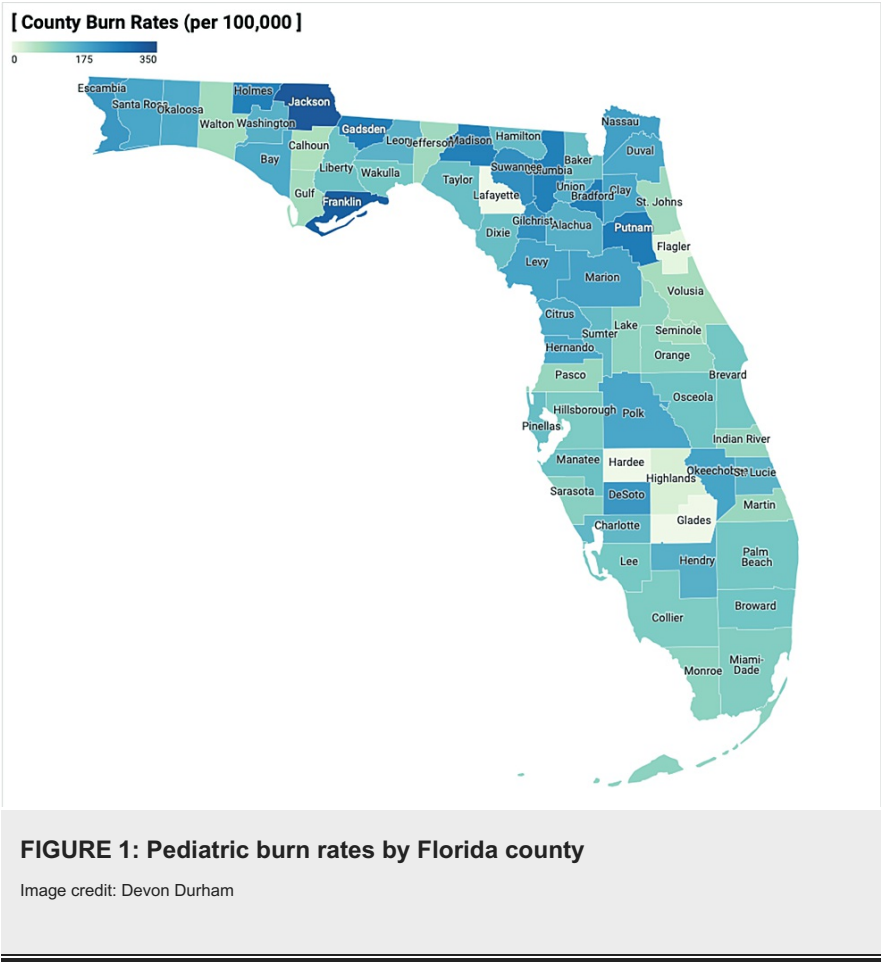 [ County Burn Rates (per 100,000 ]
0 175 350
Escambia
Santa Rosa
Okaloosa
Walton
Holmes
Washington
Jackson
Bay
Calhoun
Gulf
Liberty
Franklin
Gadsden
Leon
Wakulla
Jefferson
Madison
Taylor
Hamilton
Suwannee
Lafayette
Dixie
Columbia
Baker
Union
Bradford
Gilchrist
Alachua
Nassau
Duval
Clay
St. Johns
Putnam
Flagler
Levy
Marion
Volusia
Citrus
Sumter
Lake
Seminole
Hernando
Orange
Pasco
Brevard
Osceola
Hillsborough
Polk
Pinellas
Indian River
Manatee
Hardee
Highlands
Okeechobee
St. Lucie
Sarasota
DeSoto
Martin
Charlotte
Glades
Lee
Hendry
Palm
Beach
Collier
Broward
Monroe
Miami-
Dade
FIGURE 1: Pediatric burn rates by Florida county
Image credit: Devon Durham